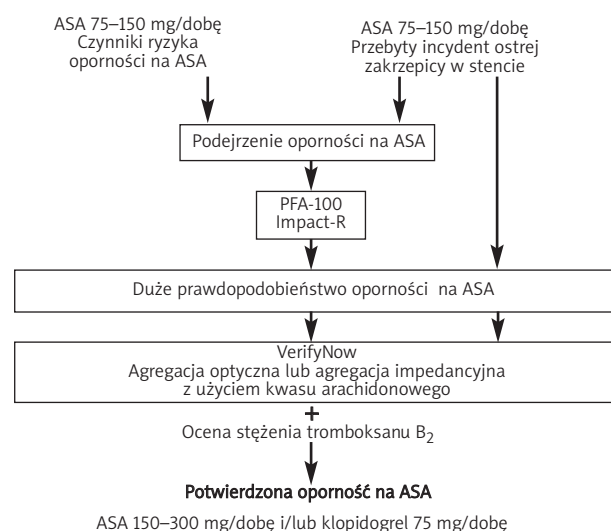 ASA 75–150 mg/dobę
Czynniki ryzyka
oporności na ASA
ASA 75–150 mg/dobę
Przebyty incydent ostrej
zakrzepicy w stencie
Podejrzenie oporności na ASA
PFA-100
Impact-R
Duże prawdopodobieństwo oporności na ASA
VerifyNow
Agregacja optyczna lub agregacja impedancyjna
z użyciem kwasu arachidonowego
+
Ocena stężenia tromboksanu B₂
Potwierdzona oporność na ASA
ASA 150–300 mg/dobę i/lub klopidogrel 75 mg/dobę